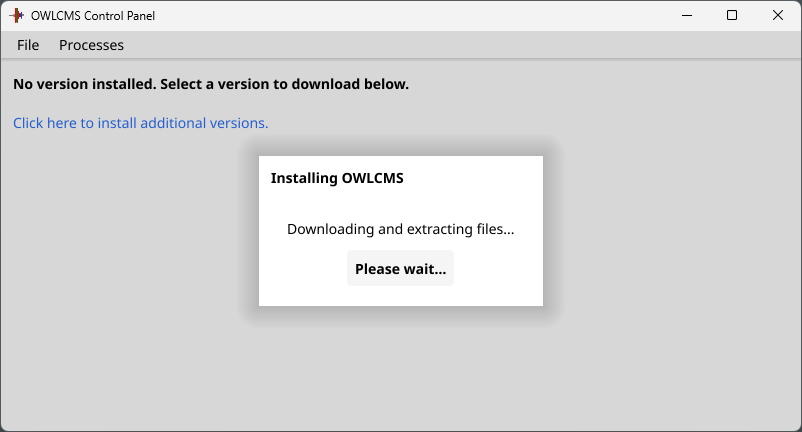 OWLCMS Control Panel
File Processes
No version installed. Select a version to download below.
Click here to install additional versions.
Installing OWLCMS
Downloading and extracting files...
Please wait...